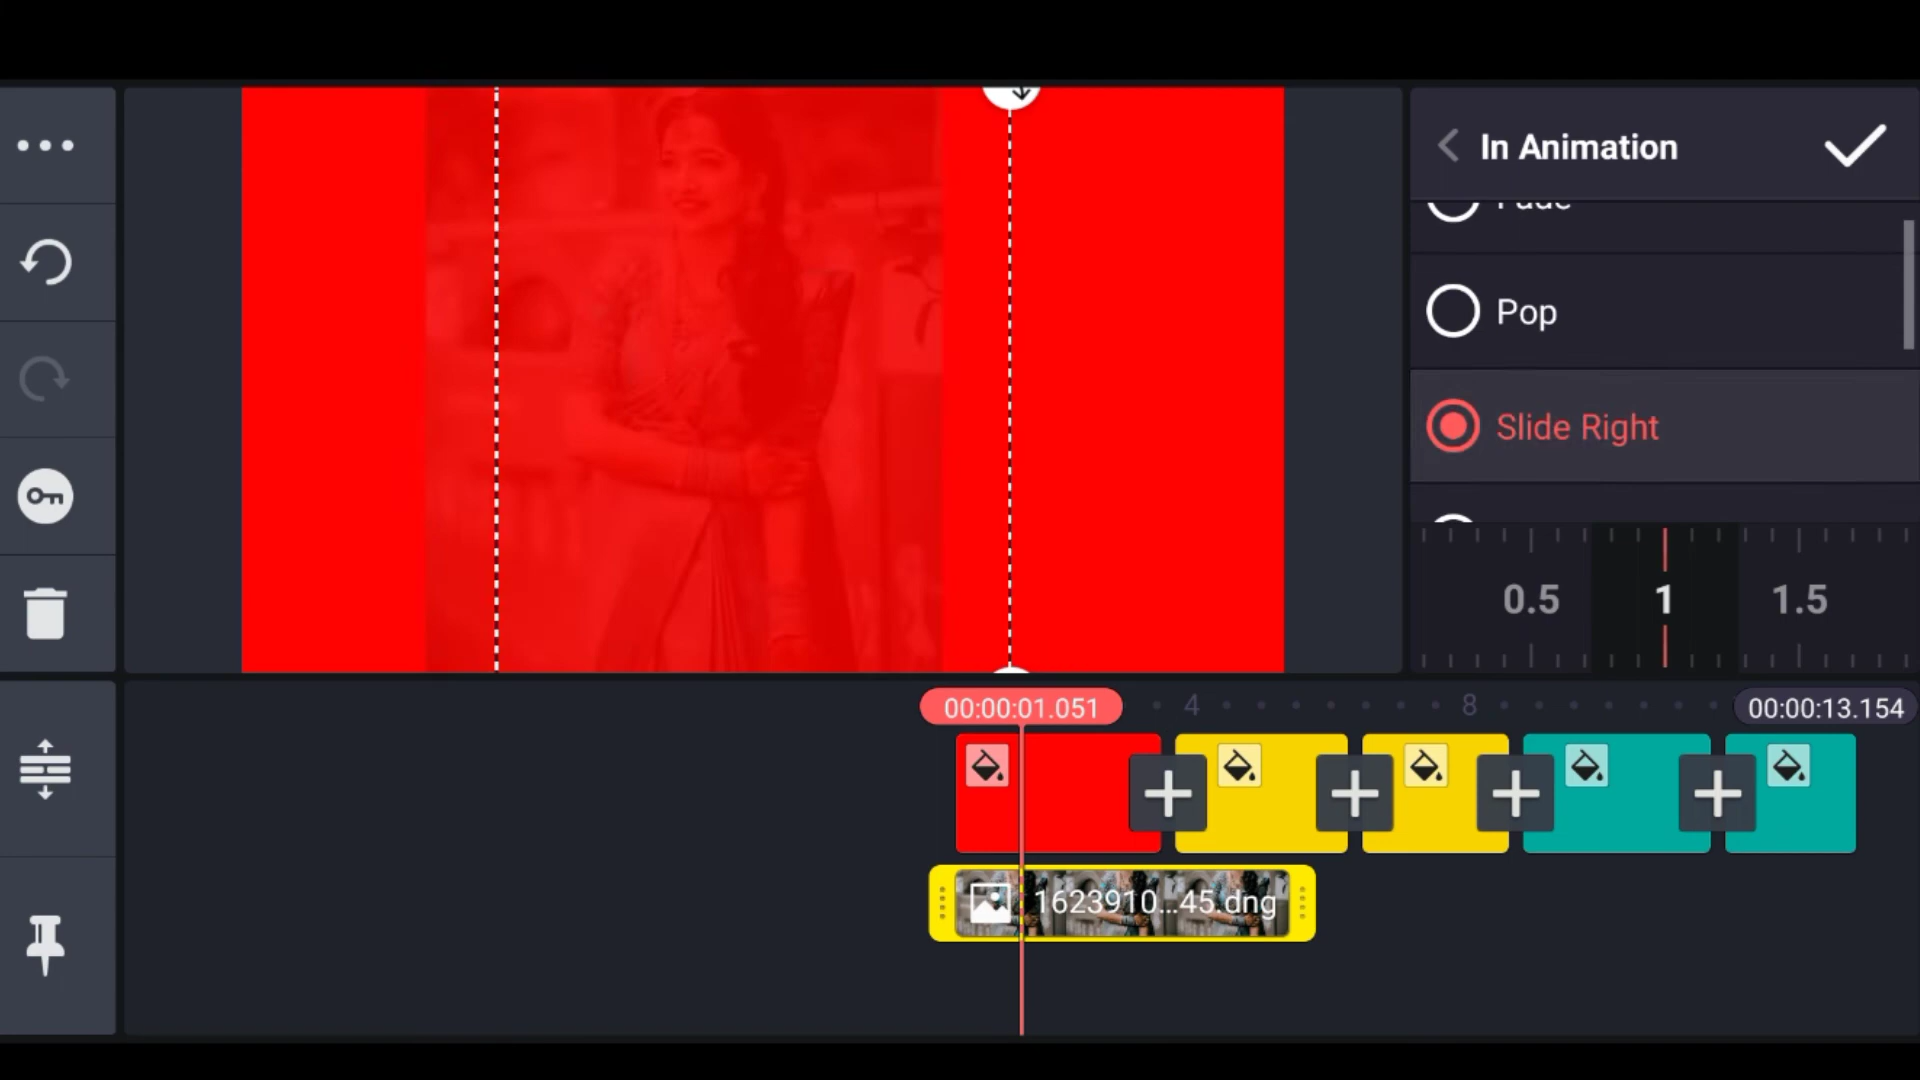 In Animation
Fade
Pop
Slide Right
0.5 1 1.5
00:00:01.051 4 8 00:00:13.154
1623910...45.dng